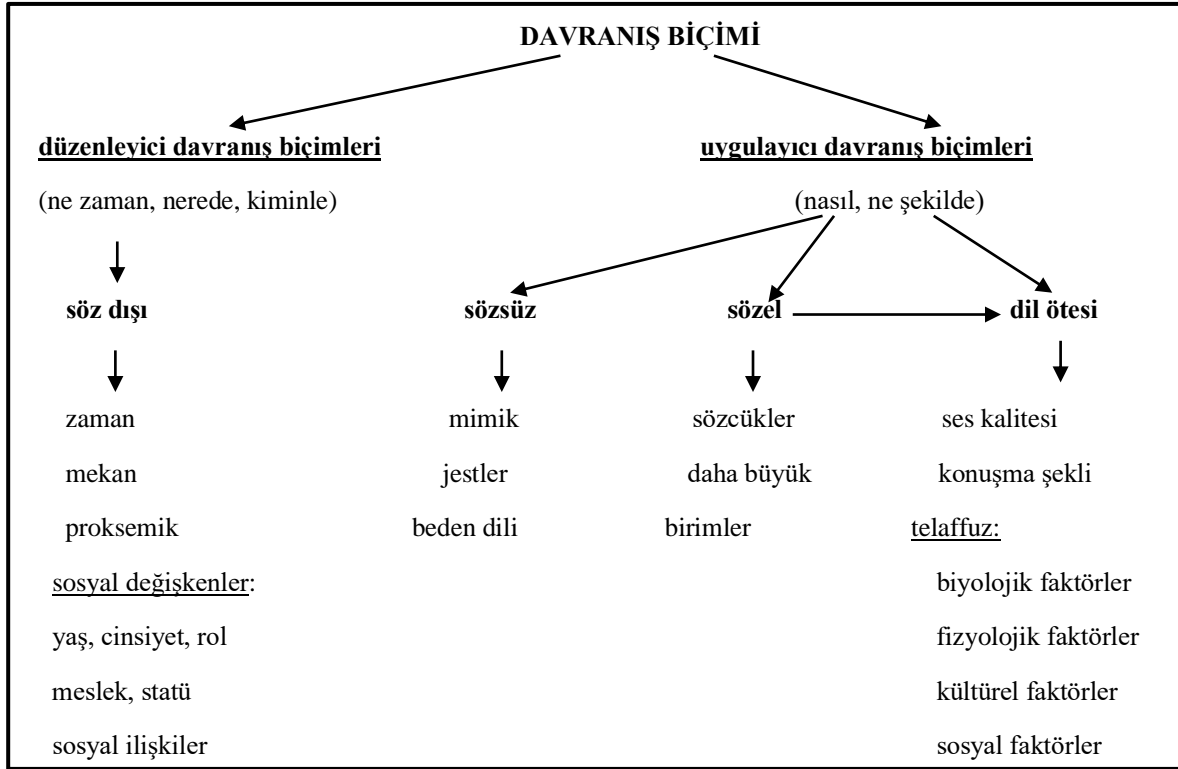 DAVRANIŞ BİÇİMİ
düzenleyici davranış biçimleri uygulayıcı davranış biçimleri
(ne zaman, nerede, kiminle) (nasıl, ne şekilde)
söz dışı sözsüz sözel dil ötesi
zaman mimik sözcükler ses kalitesi
mekan jestler daha büyük konuşma şekli
proksemik beden dili birimler telaffuz:
sosyal değişkenler: biyolojik faktörler
yaş, cinsiyet, rol fizyolojik faktörler
meslek, statü kültürel faktörler
sosyal ilişkiler sosyal faktörler